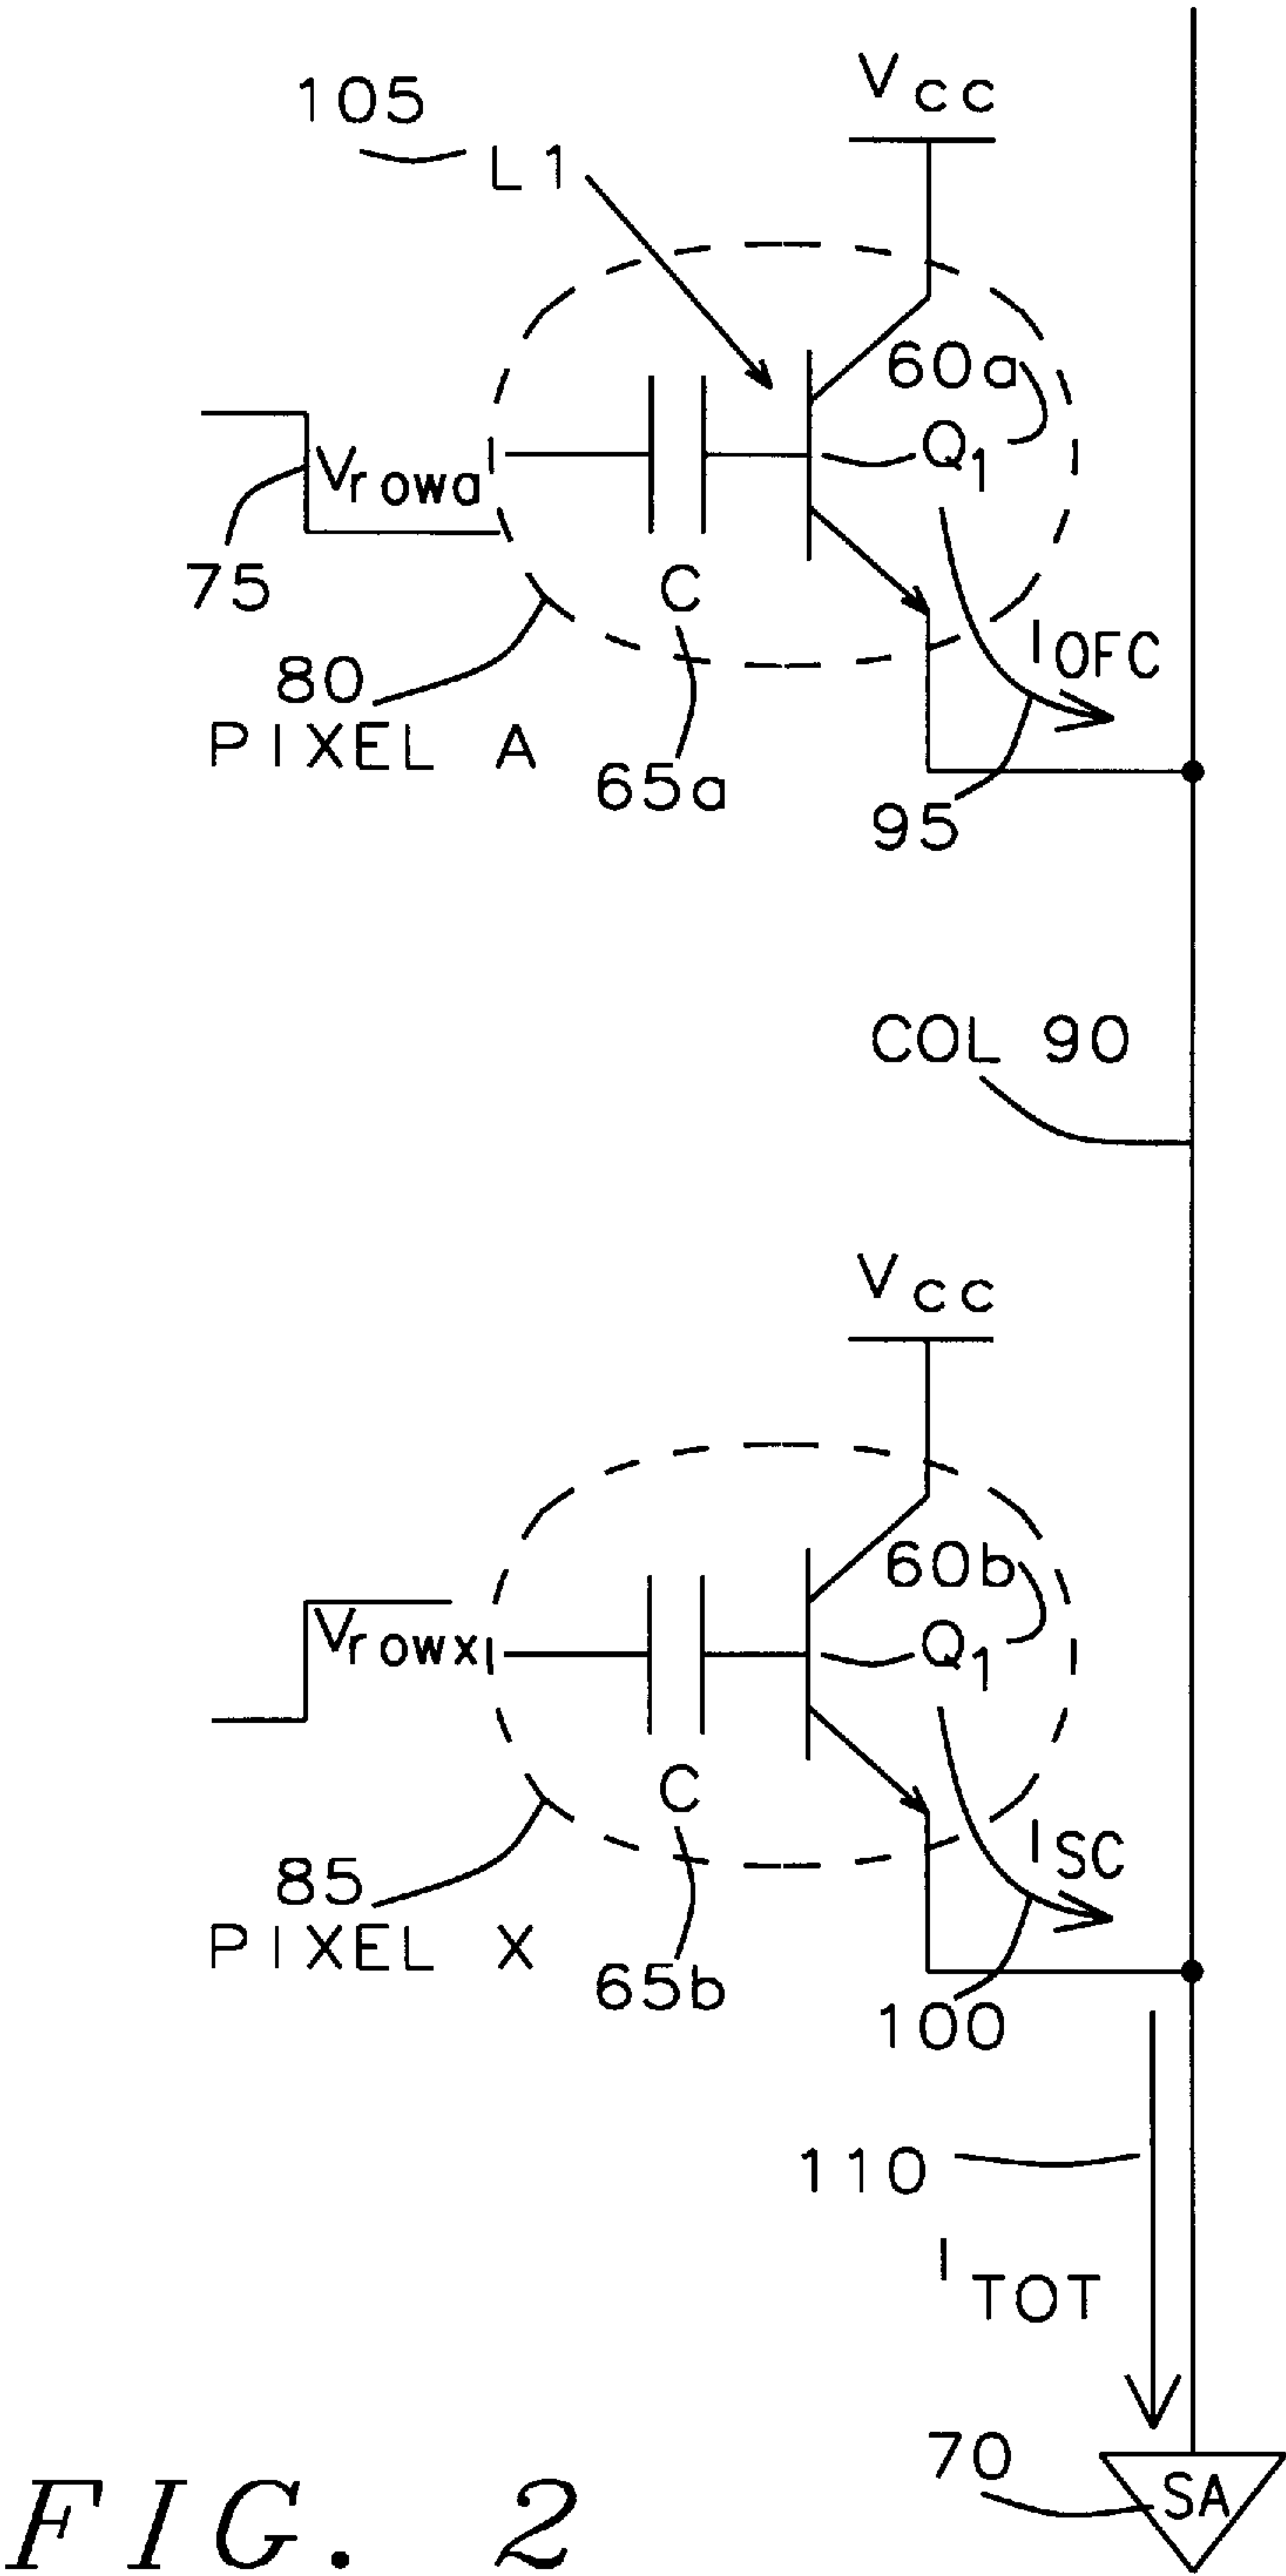 105
L1
Vcc
60a
Q1
Vrowa
75
C
IOFC
80
PIXEL A
65a
95
COL 90
Vcc
60b
Q1
Vrowx
C
ISC
85
PIXEL X
65b
100
110
ITOT
70
SA
FIG. 2